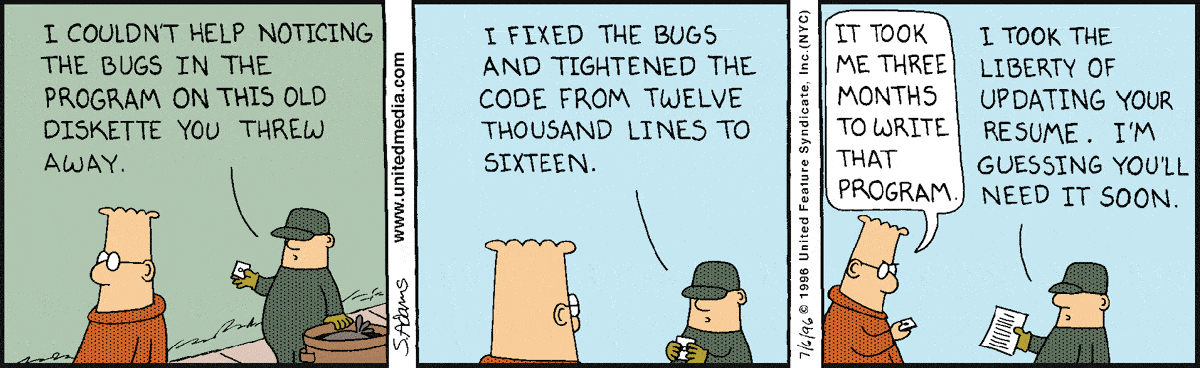 I COULDN'T HELP NOTICING
THE BUGS IN THE
PROGRAM ON THIS OLD
DISKETTE YOU THREW
AWAY.
www.unitedmedia.com
S.Adams
I FIXED THE BUGS
AND TIGHTENED THE
CODE FROM TWELVE
THOUSAND LINES TO
SIXTEEN.
7/6/96 © 1996 United Feature Syndicate, Inc.(NYC)
IT TOOK
ME THREE
MONTHS
TO WRITE
THAT
PROGRAM.
I TOOK THE
LIBERTY OF
UPDATING YOUR
RESUME. I'M
GUESSING YOU'LL
NEED IT SOON.